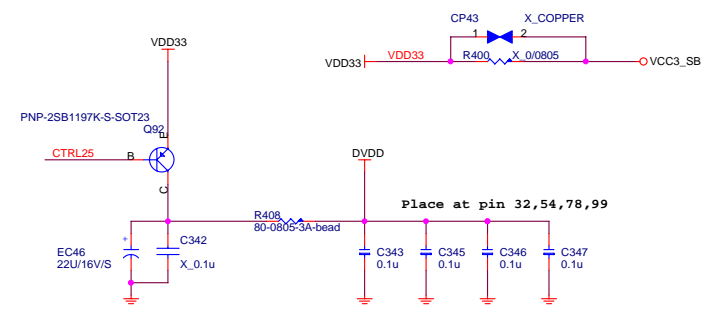 CP43 X_COPPER
1 2
VDD33 VDD33 R400 X_0/0805 VCC3_SB
VDD33
PNP-2SB1197K-S-SOT23
Q92 E
CTRL25 B
C
DVDD
Place at pin 32,54,78,99
R408
80-0805-3A-bead
+
EC46
22U/16V/S
C342
X_0.1u
C343
0.1u
C345
0.1u
C346
0.1u
C347
0.1u